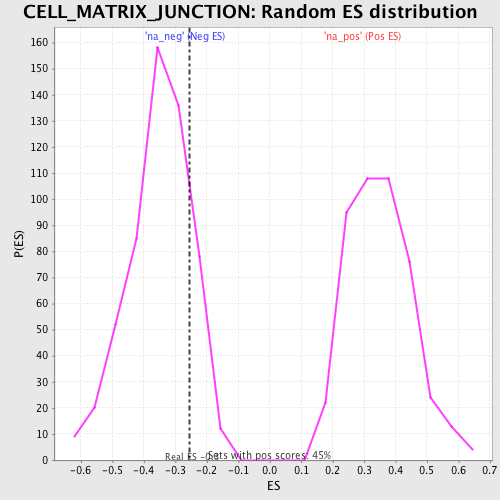 CELL_MATRIX_JUNCTION: Random ES distribution
'na_neg' (Neg ES)
'na_pos' (Pos ES)
P(ES)
160
150
140
130
120
110
100
90
80
70
60
50
40
30
20
10
0
Real ES
Sets with pos scores: 45%
-0.6 -0.5 -0.4 -0.3 -0.2 -0.1 0.0 0.1 0.2 0.3 0.4 0.5 0.6 0.7
ES